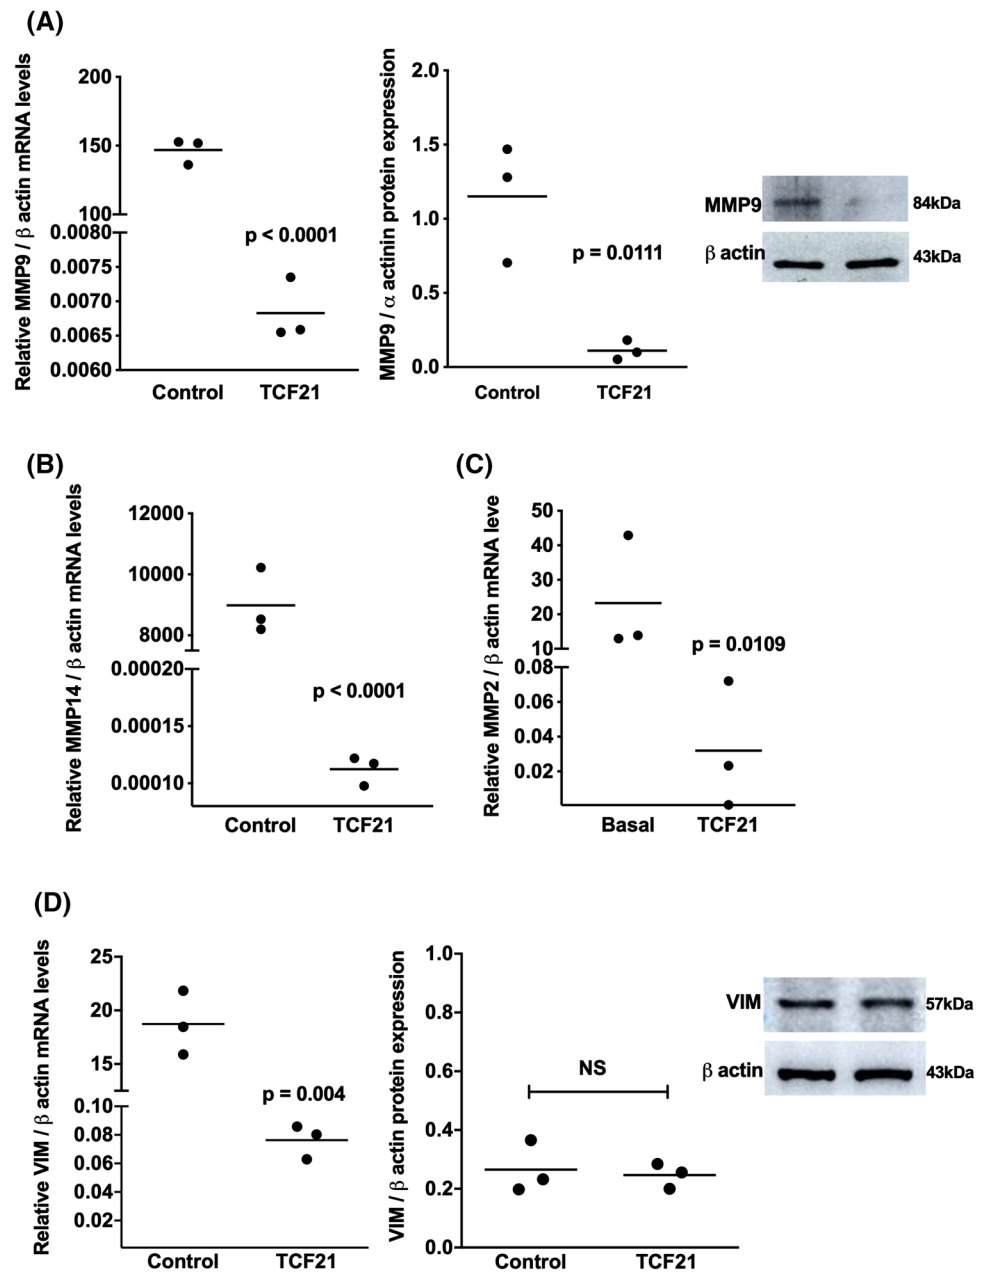 (A)
Relative MMP9 / β actin mRNA levels
200
150
100
0.0080
0.0075
0.0070
0.0065
0.0060
p < 0.0001
Control
TCF21
MMP9 / α actinin protein expression
2.0
1.5
1.0
0.5
0.0
p = 0.0111
Control
TCF21
MMP9
84kDa
β actin
43kDa
(B)
Relative MMP14 / β actin mRNA levels
12000
10000
8000
0.00020
0.00015
0.00010
p < 0.0001
Control
TCF21
(C)
Relative MMP2 / β actin mRNA leve
50
40
30
20
10
0.08
0.06
0.04
0.02
p = 0.0109
Basal
TCF21
(D)
Relative VIM / β actin mRNA levels
25
20
15
0.10
0.08
0.06
0.04
0.02
p = 0.004
Control
TCF21
VIM / β actin protein expression
1.0
0.8
0.6
0.4
0.2
0.0
NS
Control
TCF21
VIM
57kDa
β actin
43kDa